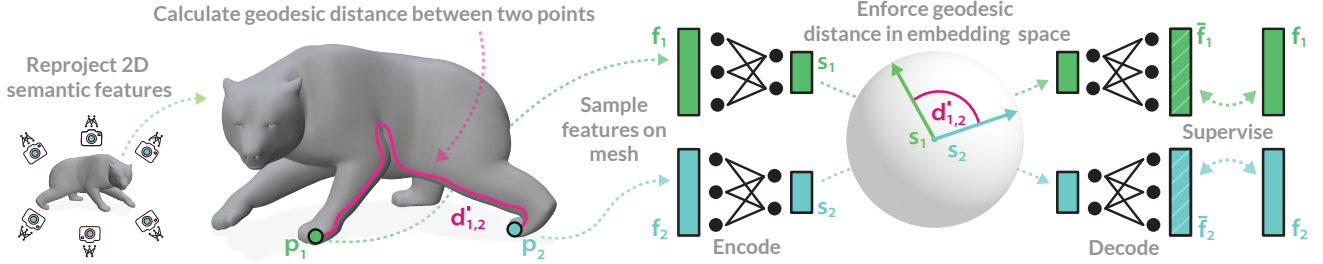 Calculate geodesic distance between two points
Reproject 2D
semantic features
d'1,2
p1
p2
Sample
features on
mesh
f1
f2
s1
s2
Encode
Enforce geodesic
distance in embedding space
d'1,2
s1
s2
f̄1
f1
Supervise
f̄2
f2
Decode